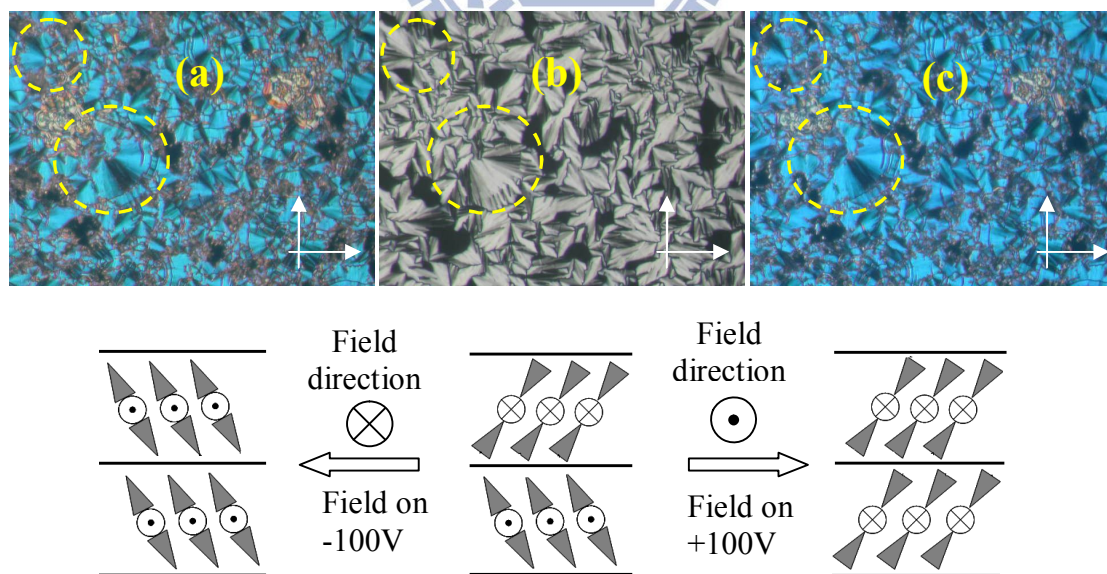 (a)
(b)
(c)
Field
direction
Field on
-100V
Field
direction
Field on
+100V